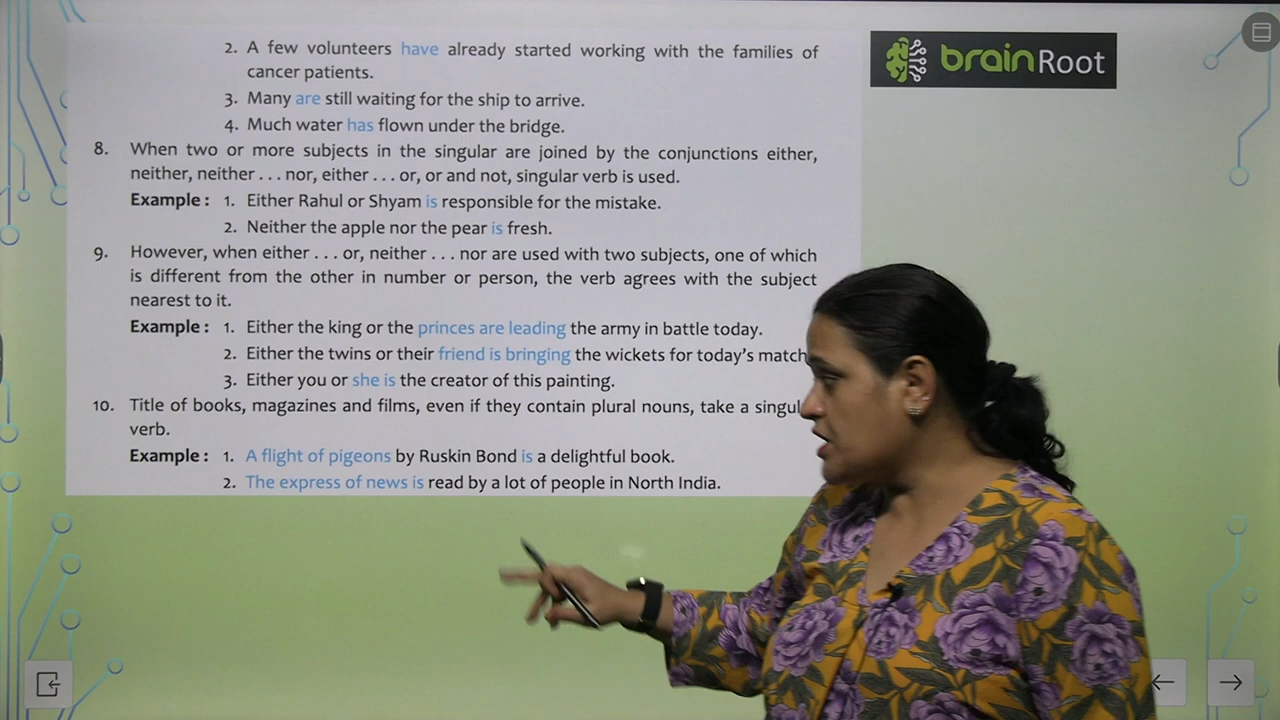 2. A few volunteers have already started working with the families of
cancer patients.
3. Many are still waiting for the ship to arrive.
4. Much water has flown under the bridge.
8. When two or more subjects in the singular are joined by the conjunctions either,
neither, neither . . . nor, either . . . or, or and not, singular verb is used.
Example : 1. Either Rahul or Shyam is responsible for the mistake.
2. Neither the apple nor the pear is fresh.
9. However, when either . . . or, neither . . . nor are used with two subjects, one of which
is different from the other in number or person, the verb agrees with the subject
nearest to it.
Example : 1. Either the king or the princes are leading the army in battle today.
2. Either the twins or their friend is bringing the wickets for today's match
3. Either you or she is the creator of this painting.
10. Title of books, magazines and films, even if they contain plural nouns, take a
verb.
Example : 1. A flight of pigeons by Ruskin Bond is a delightful book.
2. The express of news is read by a lot of people in North India.
brainRoot